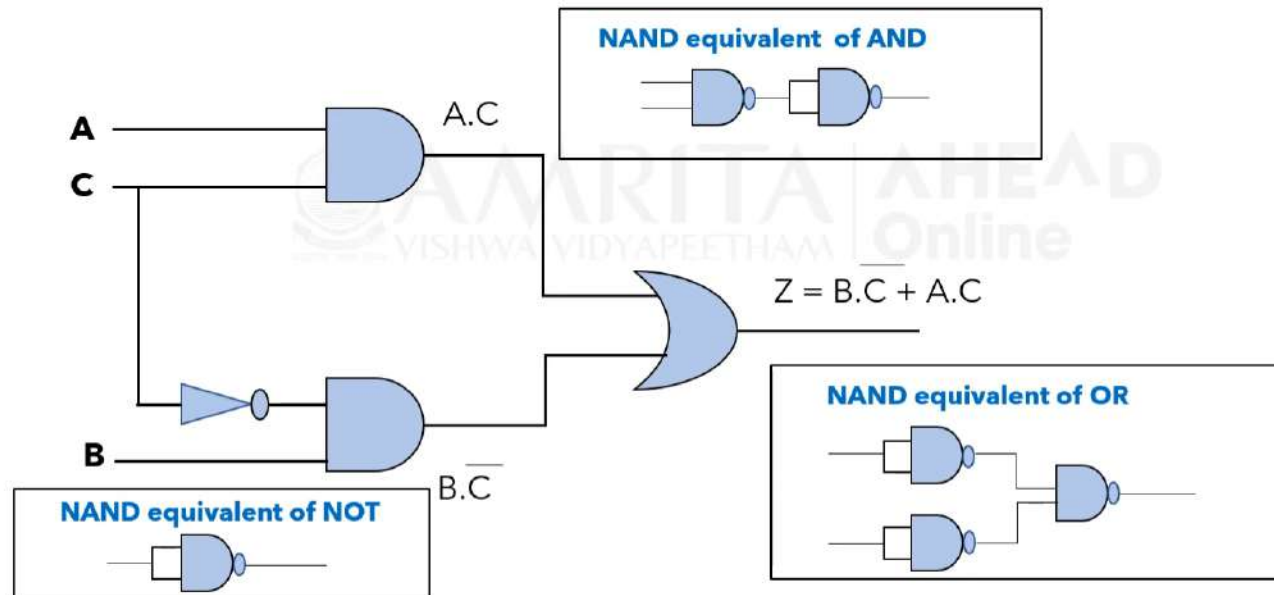 NAND equivalent of AND
A
A.C
C
AMRITA
VISHWA VIDYAPEETHAM
AHEAD
Online
Z = B.C̅ + A.C
NAND equivalent of OR
B
B.C̅
NAND equivalent of NOT